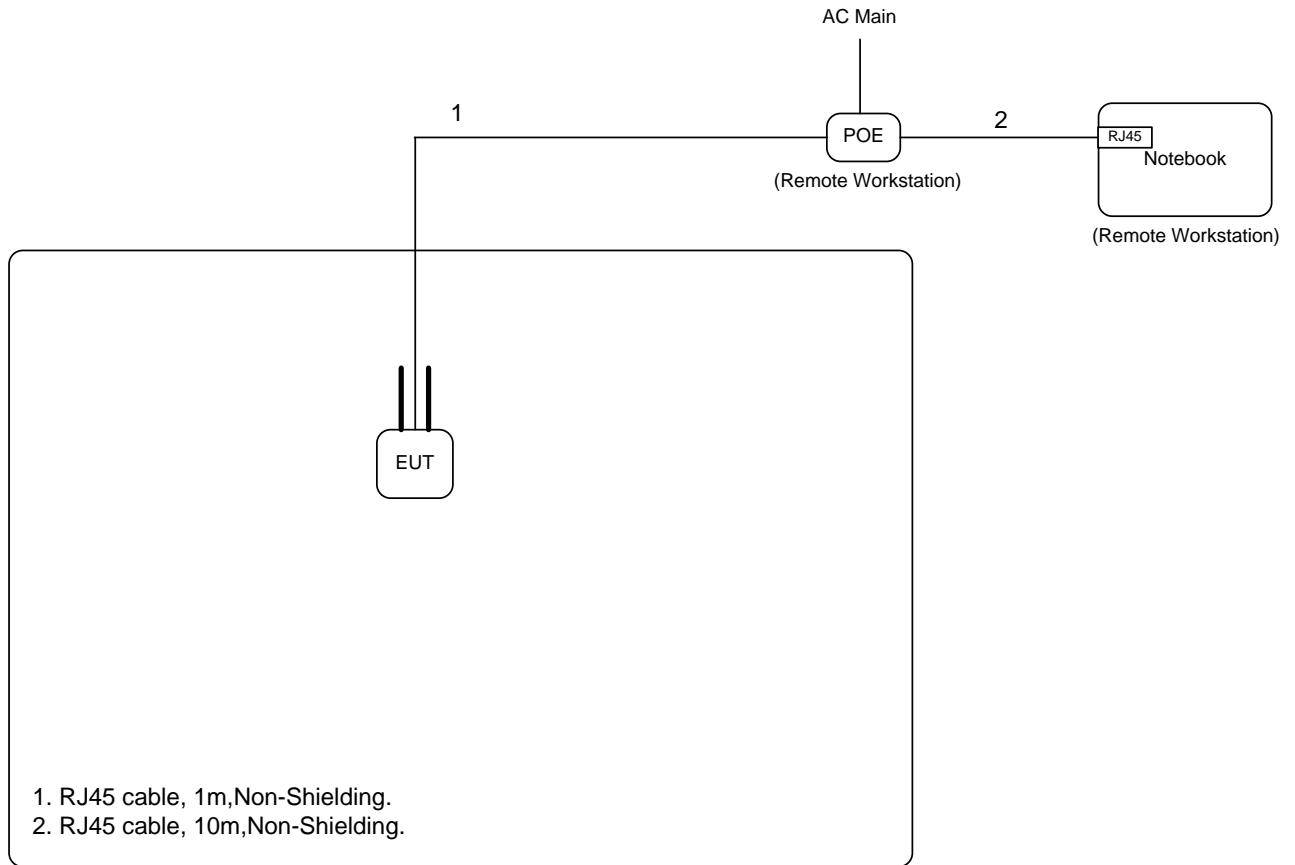 AC Main
1
POE
2
RJ45
Notebook
(Remote Workstation)
(Remote Workstation)
EUT
1. RJ45 cable, 1m,Non-Shielding.
2. RJ45 cable, 10m,Non-Shielding.